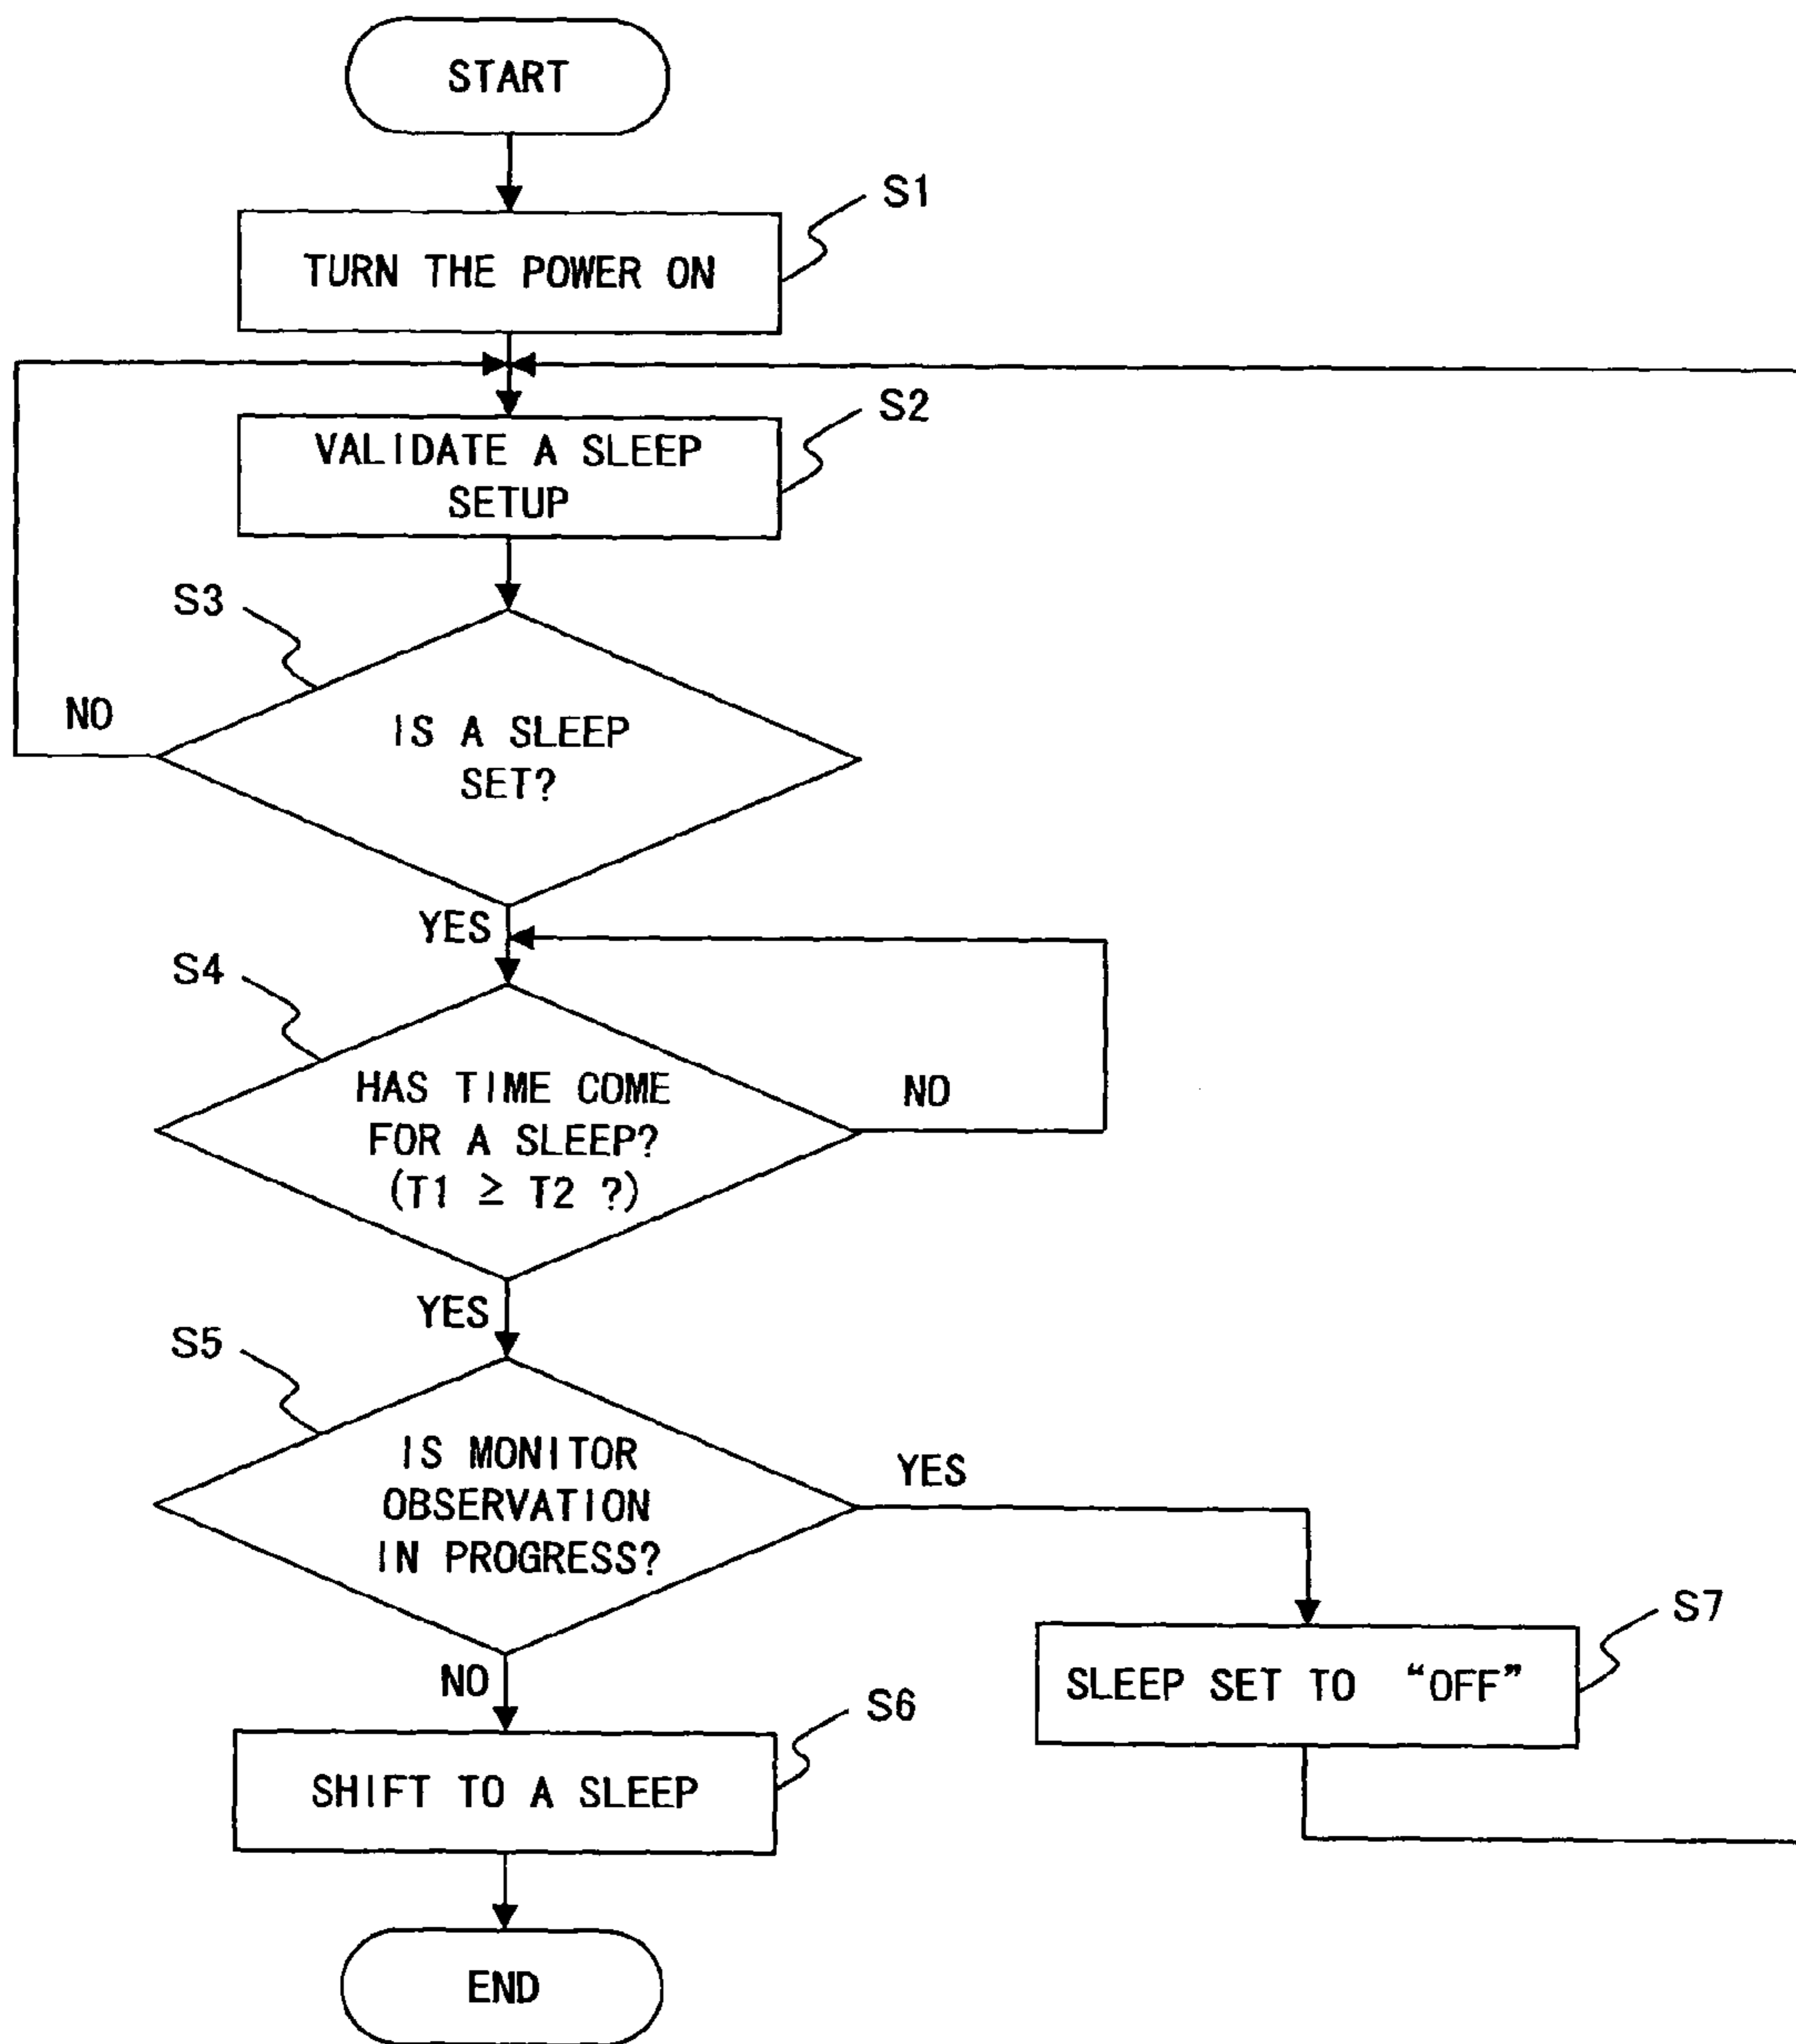 START
S1
TURN THE POWER ON
S2
VALIDATE A SLEEP
SETUP
S3
NO
IS A SLEEP
SET?
YES
S4
HAS TIME COME
FOR A SLEEP?
(T1 ≥ T2 ?)
NO
YES
S5
IS MONITOR
OBSERVATION
IN PROGRESS?
YES
S7
SLEEP SET TO “OFF”
NO
S6
SHIFT TO A SLEEP
END